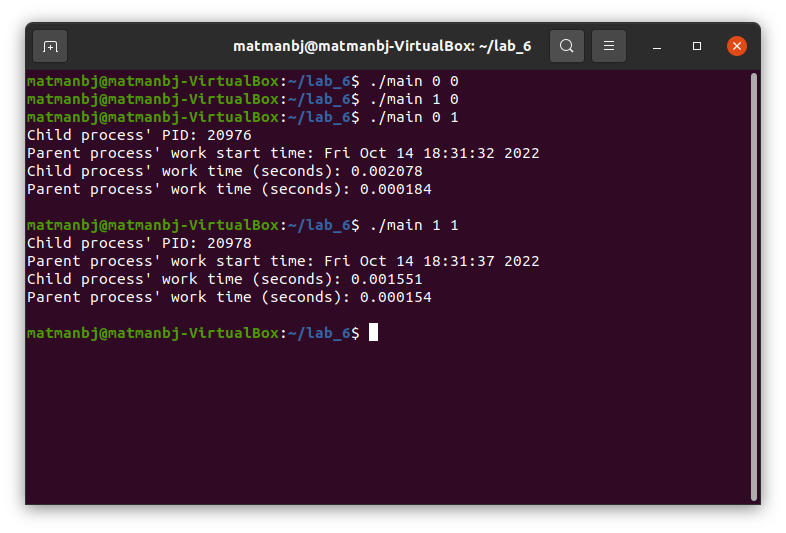 matmanbj@matmanbj-VirtualBox: ~/lab_6
matmanbj@matmanbj-VirtualBox:~/lab_6$ ./main 0 0
matmanbj@matmanbj-VirtualBox:~/lab_6$ ./main 1 0
matmanbj@matmanbj-VirtualBox:~/lab_6$ ./main 0 1
Child process' PID: 20976
Parent process' work start time: Fri Oct 14 18:31:32 2022
Child process' work time (seconds): 0.002078
Parent process' work time (seconds): 0.000184
matmanbj@matmanbj-VirtualBox:~/lab_6$ ./main 1 1
Child process' PID: 20978
Parent process' work start time: Fri Oct 14 18:31:37 2022
Child process' work time (seconds): 0.001551
Parent process' work time (seconds): 0.000154
matmanbj@matmanbj-VirtualBox:~/lab_6$